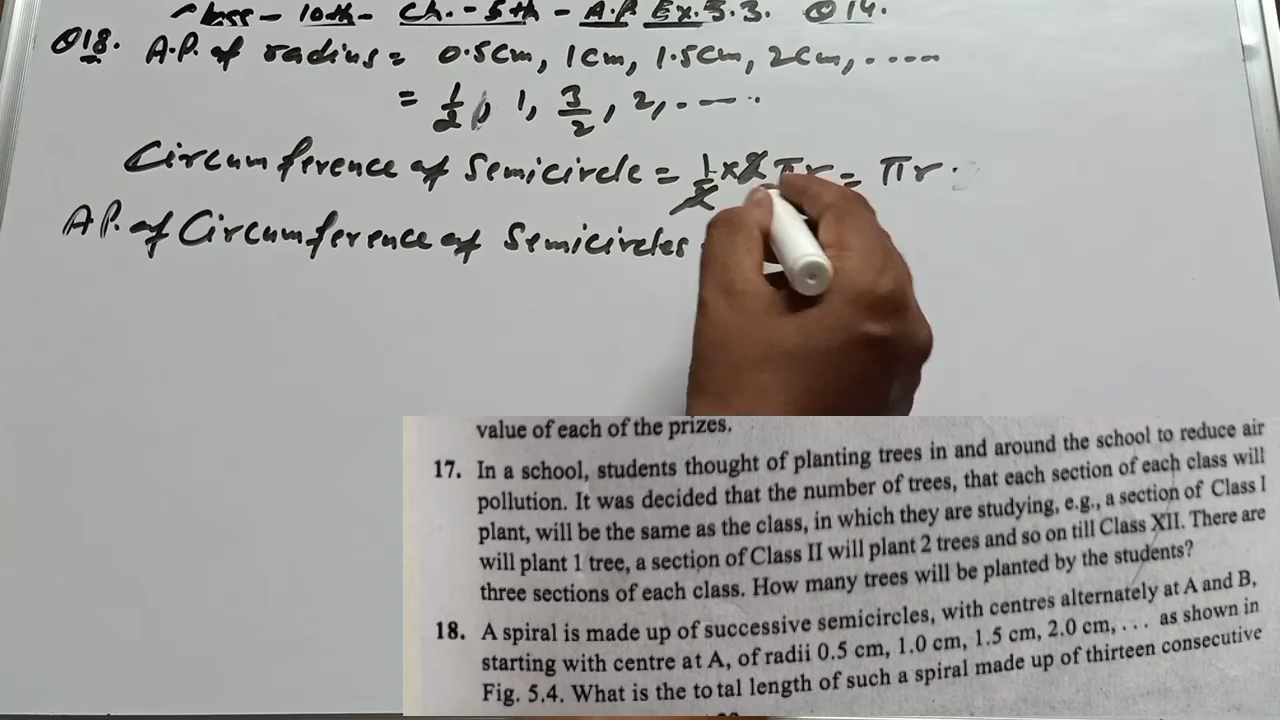 Class - 10th - Ch. - 5th - A.P. Ex. 5.3. Q 14.
Q18. A.P. of radius = 0.5cm, 1cm, 1.5cm, 2cm, .....
= 1/2, 1, 3/2, 2, .....
Circumference of Semicircle = 1/2 × 2πr = πr.
A.P. of Circumference of Semicircles
value of each of the prizes.
17. In a school, students thought of planting trees in and around the school to reduce air
pollution. It was decided that the number of trees, that each section of each class will
plant, will be the same as the class, in which they are studying, e.g., a section of Class I
will plant 1 tree, a section of Class II will plant 2 trees and so on till Class XII. There are
three sections of each class. How many trees will be planted by the students?
18. A spiral is made up of successive semicircles, with centres alternately at A and B,
starting with centre at A, of radii 0.5 cm, 1.0 cm, 1.5 cm, 2.0 cm, . . . as shown in
Fig. 5.4. What is the total length of such a spiral made up of thirteen consecutive